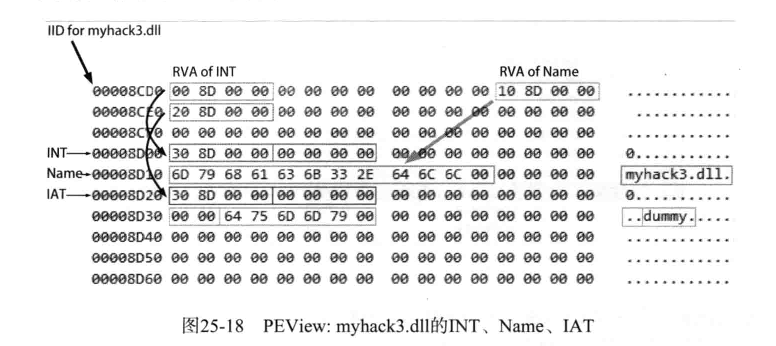 IID for myhack3.dll
RVA of INT RVA of Name
00008CD0 00 8D 00 00 00 00 00 00 00 00 00 00 10 8D 00 00 ............
00008CE0 20 8D 00 00 00 00 00 00 00 00 00 00 00 00 00 00 ............
00008CF0 00 00 00 00 00 00 00 00 00 00 00 00 00 00 00 00 ............
INT 00008D00 30 8D 00 00 00 00 00 00 00 00 00 00 00 00 00 00 0...........
Name 00008D10 6D 79 68 61 63 6B 33 2E 64 6C 6C 00 00 00 00 00 myhack3.dll.
IAT 00008D20 30 8D 00 00 00 00 00 00 00 00 00 00 00 00 00 00 0...........
00008D30 00 00 64 75 6D 6D 79 00 00 00 00 00 00 00 00 00 ..dummy.....
00008D40 00 00 00 00 00 00 00 00 00 00 00 00 00 00 00 00 ............
00008D50 00 00 00 00 00 00 00 00 00 00 00 00 00 00 00 00 ............
00008D60 00 00 00 00 00 00 00 00 00 00 00 00 00 00 00 00 ............
图25-18 PEView: myhack3.dll的INT、Name、IAT